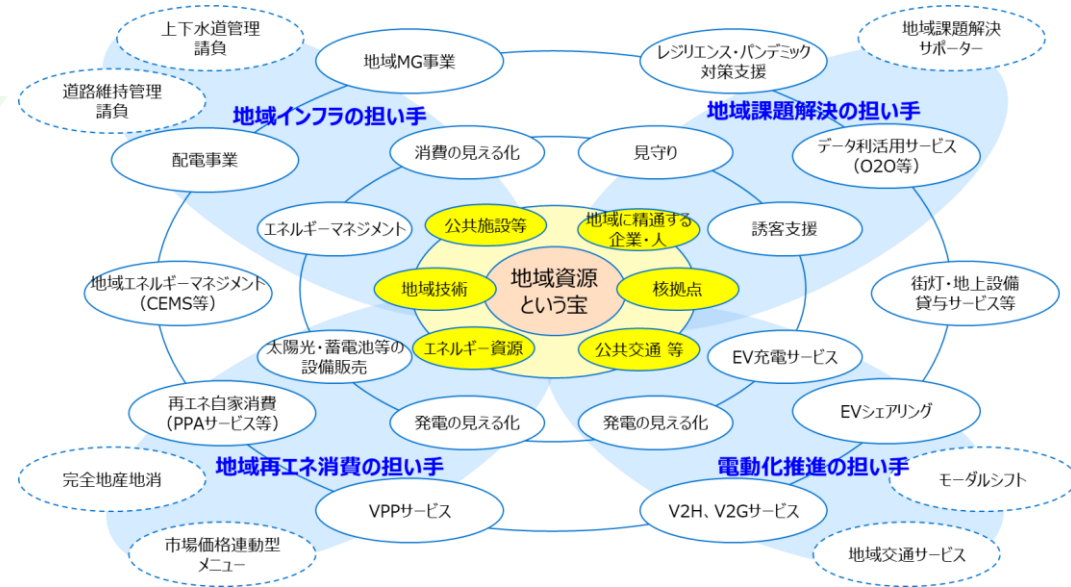 上下水道管理
請負
地域MG事業
レジリエンス・パンデミック
対策支援
地域課題解決
サポーター
道路維持管理
請負
地域インフラの担い手
地域課題解決の担い手
配電事業
消費の見える化
見守り
データ利活用サービス
（O2O等）
エネルギーマネジメント
公共施設等
地域に精通する
企業・人
誘客支援
地域エネルギーマネジメント
（CEMS等）
地域技術
地域資源
という宝
核拠点
街灯・地上設備
貸与サービス等
太陽光・蓄電池等の
設備販売
エネルギー資源
公共交通 等
EV充電サービス
再エネ自家消費
（PPAサービス等）
発電の見える化
発電の見える化
EVシェアリング
地域再エネ消費の担い手
電動化推進の担い手
完全地産地消
モーダルシフト
VPPサービス
V2H、V2Gサービス
市場価格連動型
メニュー
地域交通サービス